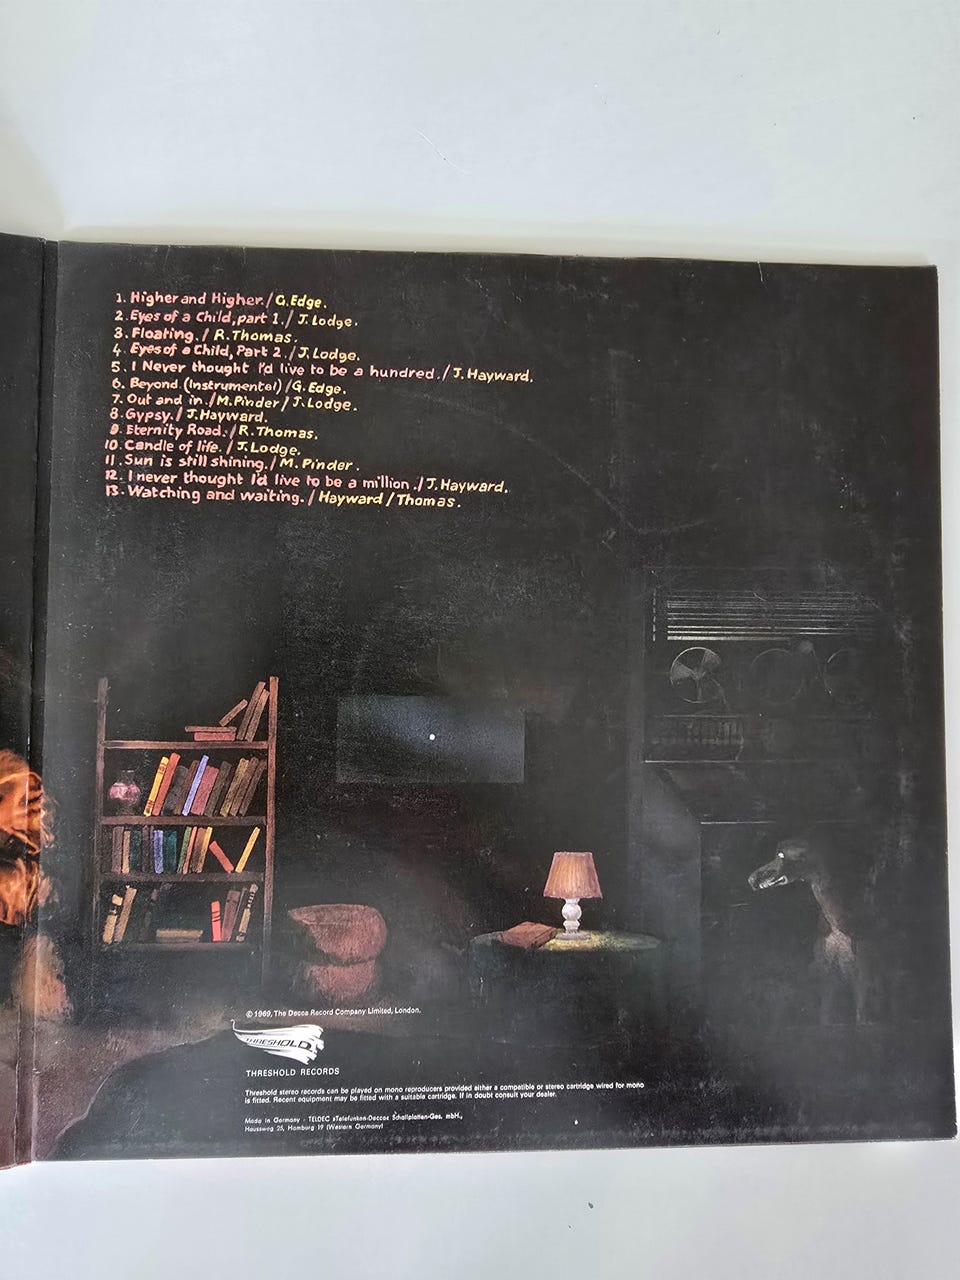 1. Higher and Higher. / G. Edge.
2. Eyes of a Child, part 1. / J. Lodge.
3. Floating. / R. Thomas.
4. Eyes of a Child, Part 2. / J. Lodge.
5. I Never thought I'd live to be a hundred. / J. Hayward.
6. Beyond. (Instrumental) / G. Edge.
7. Out and in. / M. Pinder / J. Lodge.
8. Gypsy. / J. Hayward.
9. Eternity Road. / R. Thomas.
10. Candle of life. / J. Lodge.
11. Sun is still shining. / M. Pinder.
12. I never thought I'd live to be a million. / J. Hayward.
13. Watching and waiting. / Hayward / Thomas.
© 1969, The Decca Record Company Limited, London.
THRESHOLD
THRESHOLD RECORDS
Threshold stereo records can be played on mono reproducers provided either a compatible or stereo cartridge wired for mono
is fitted. Recent equipment may be fitted with a suitable cartridge. If in doubt consult your dealer.
Made in Germany · TELDEC »Telefunken-Decca« Schallplatten-Ges. mbH.,
Heussweg 25, Hamburg 19 (Western Germany)